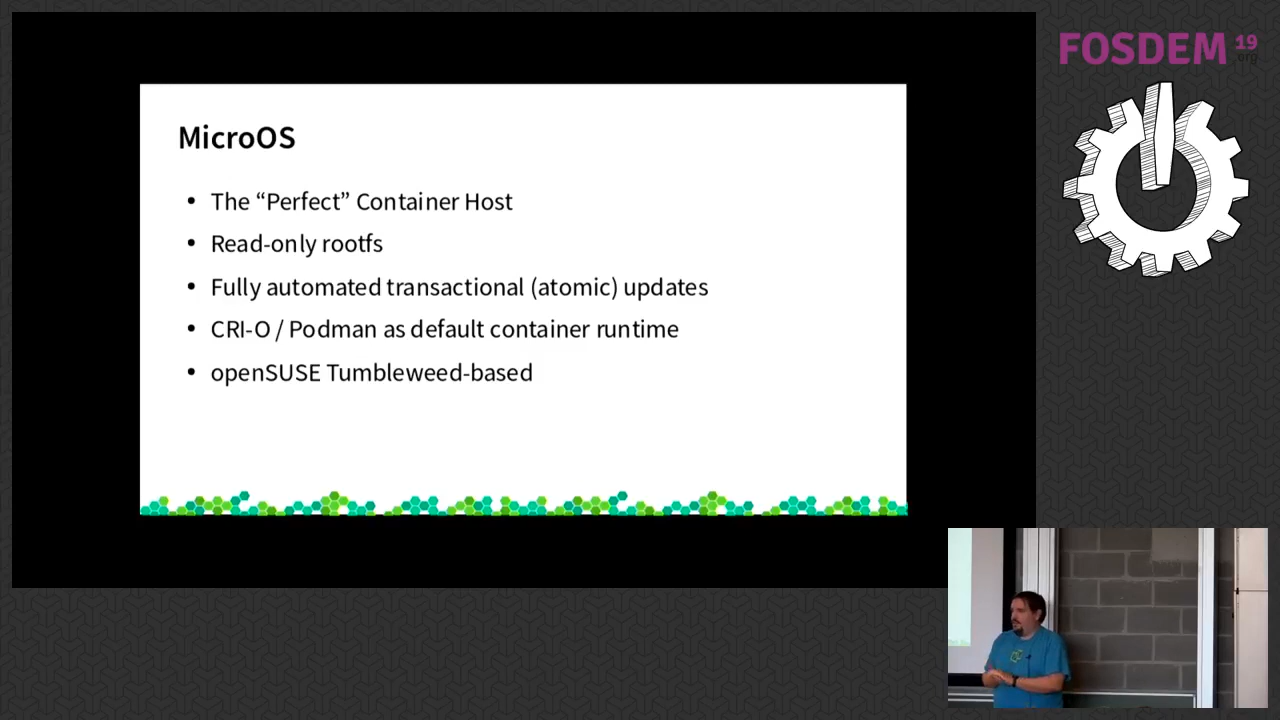 MicroOS
The “Perfect” Container Host
Read-only rootfs
Fully automated transactional (atomic) updates
CRI-O / Podman as default container runtime
openSUSE Tumbleweed-based
FOSDEM 19
.org